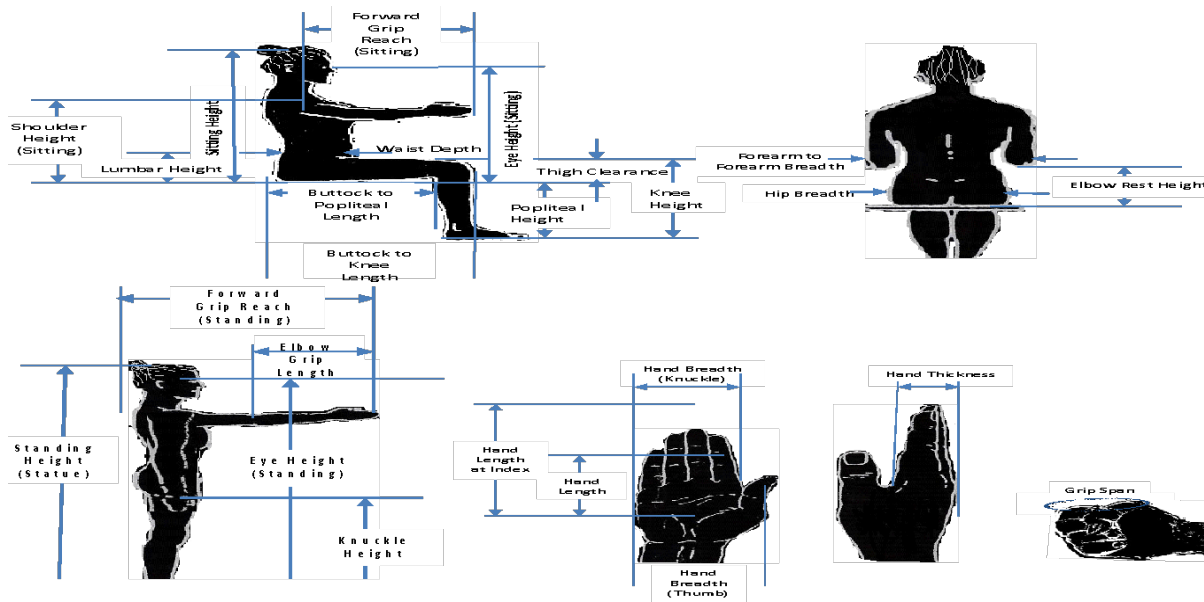 Forward
Grip
Reach
(Sitting)
Shoulder
Height
(Sitting)
Sitting Height
Lumbar Height
Waist Depth
Eye Height (Sitting)
Thigh Clearance
Buttock to
Popliteal
Length
Popliteal
Height
Knee
Height
Buttock to
Knee
Length
Forearm to
Forearm Breadth
Hip Breadth
Elbow Rest Height
Forward
Grip Reach
(Standing)
Elbow
Grip
Length
Standing
Height
(Statue)
Eye Height
(Standing)
Knuckle
Height
Hand Breadth
(Knuckle)
Hand
Length
at Index
Hand
Length
Hand
Breadth
(Thumb)
Hand Thickness
Grip Span